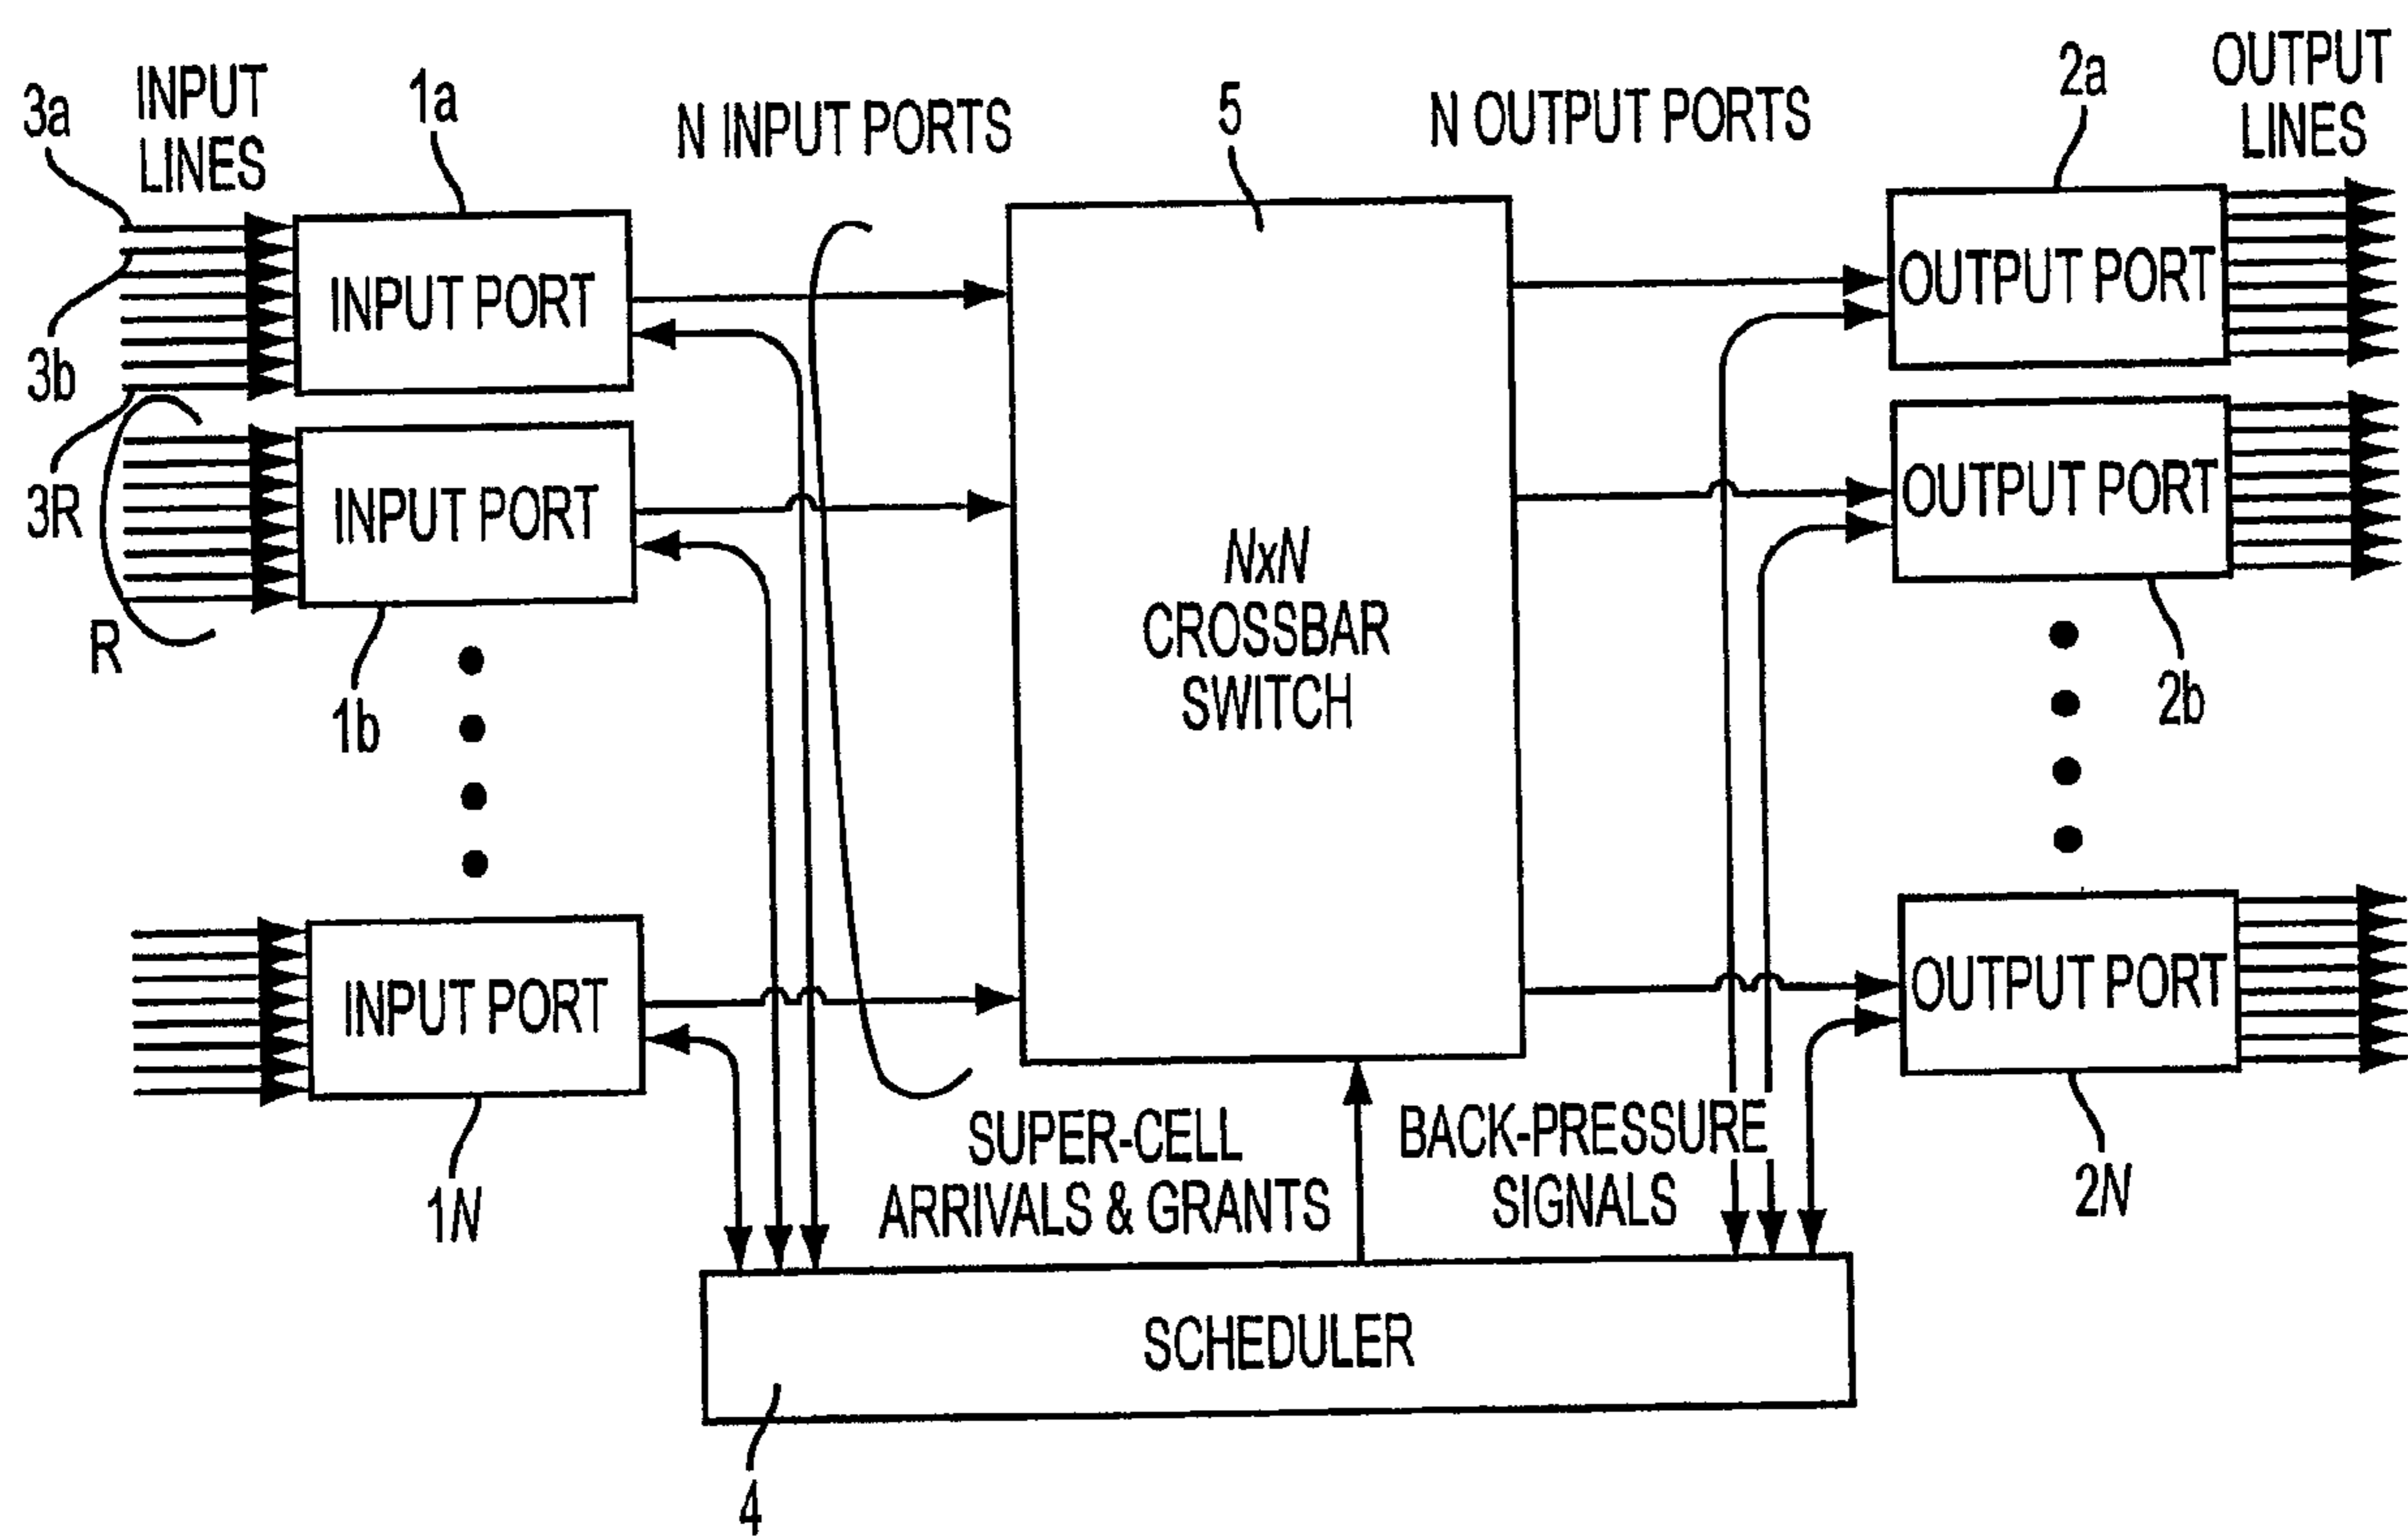 3a
INPUT
LINES
1a
N INPUT PORTS
5
N OUTPUT PORTS
2a
OUTPUT
LINES
INPUT PORT
OUTPUT PORT
3b
3R
INPUT PORT
OUTPUT PORT
NxN
CROSSBAR
SWITCH
R
1b
2b
INPUT PORT
OUTPUT PORT
1N
2N
SUPER-CELL
ARRIVALS & GRANTS
BACK-PRESSURE
SIGNALS
SCHEDULER
4